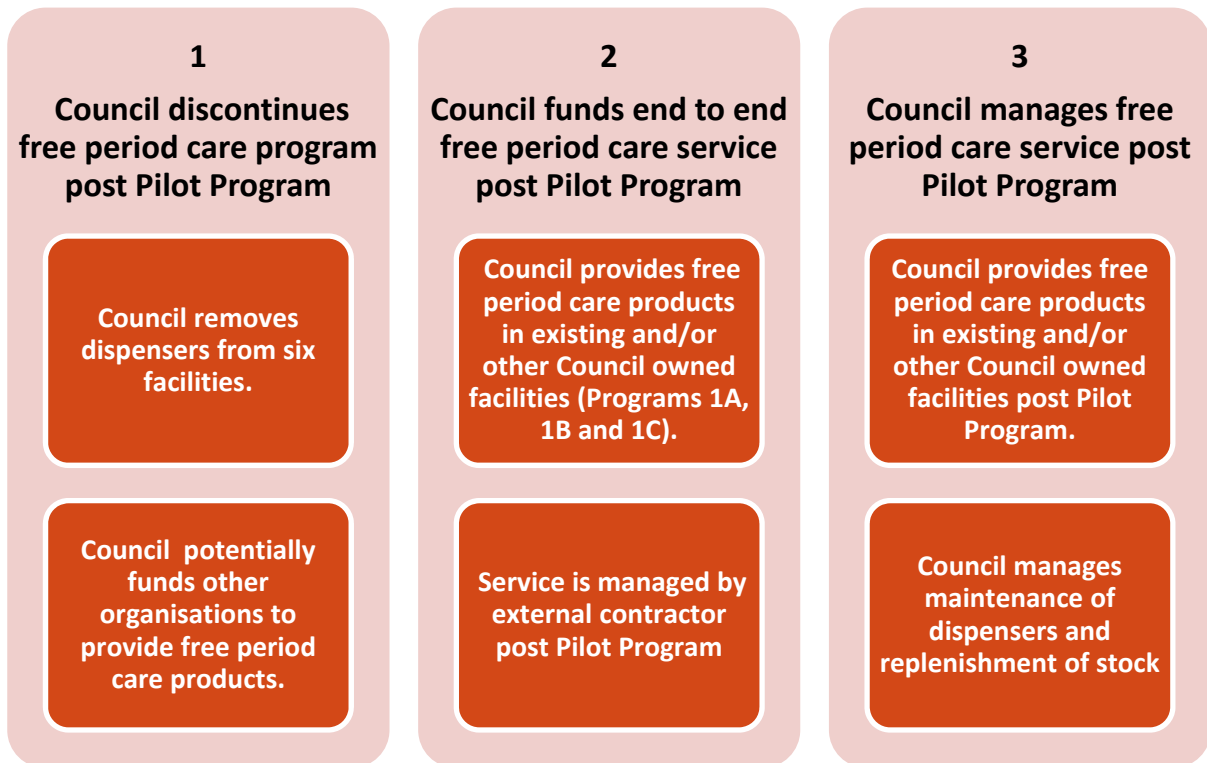 1
Council discontinues
free period care program
post Pilot Program
Council removes
dispensers from six
facilities.
Council potentially
funds other
organisations to
provide free period
care products.
2
Council funds end to end
free period care service
post Pilot Program
Council provides free
period care products
in existing and/or
other Council owned
facilities (Programs 1A,
1B and 1C).
Service is managed by
external contractor
post Pilot Program
3
Council manages free
period care service post
Pilot Program
Council provides free
period care products
in existing and/or
other Council owned
facilities post Pilot
Program.
Council manages
maintenance of
dispensers and
replenishment of stock